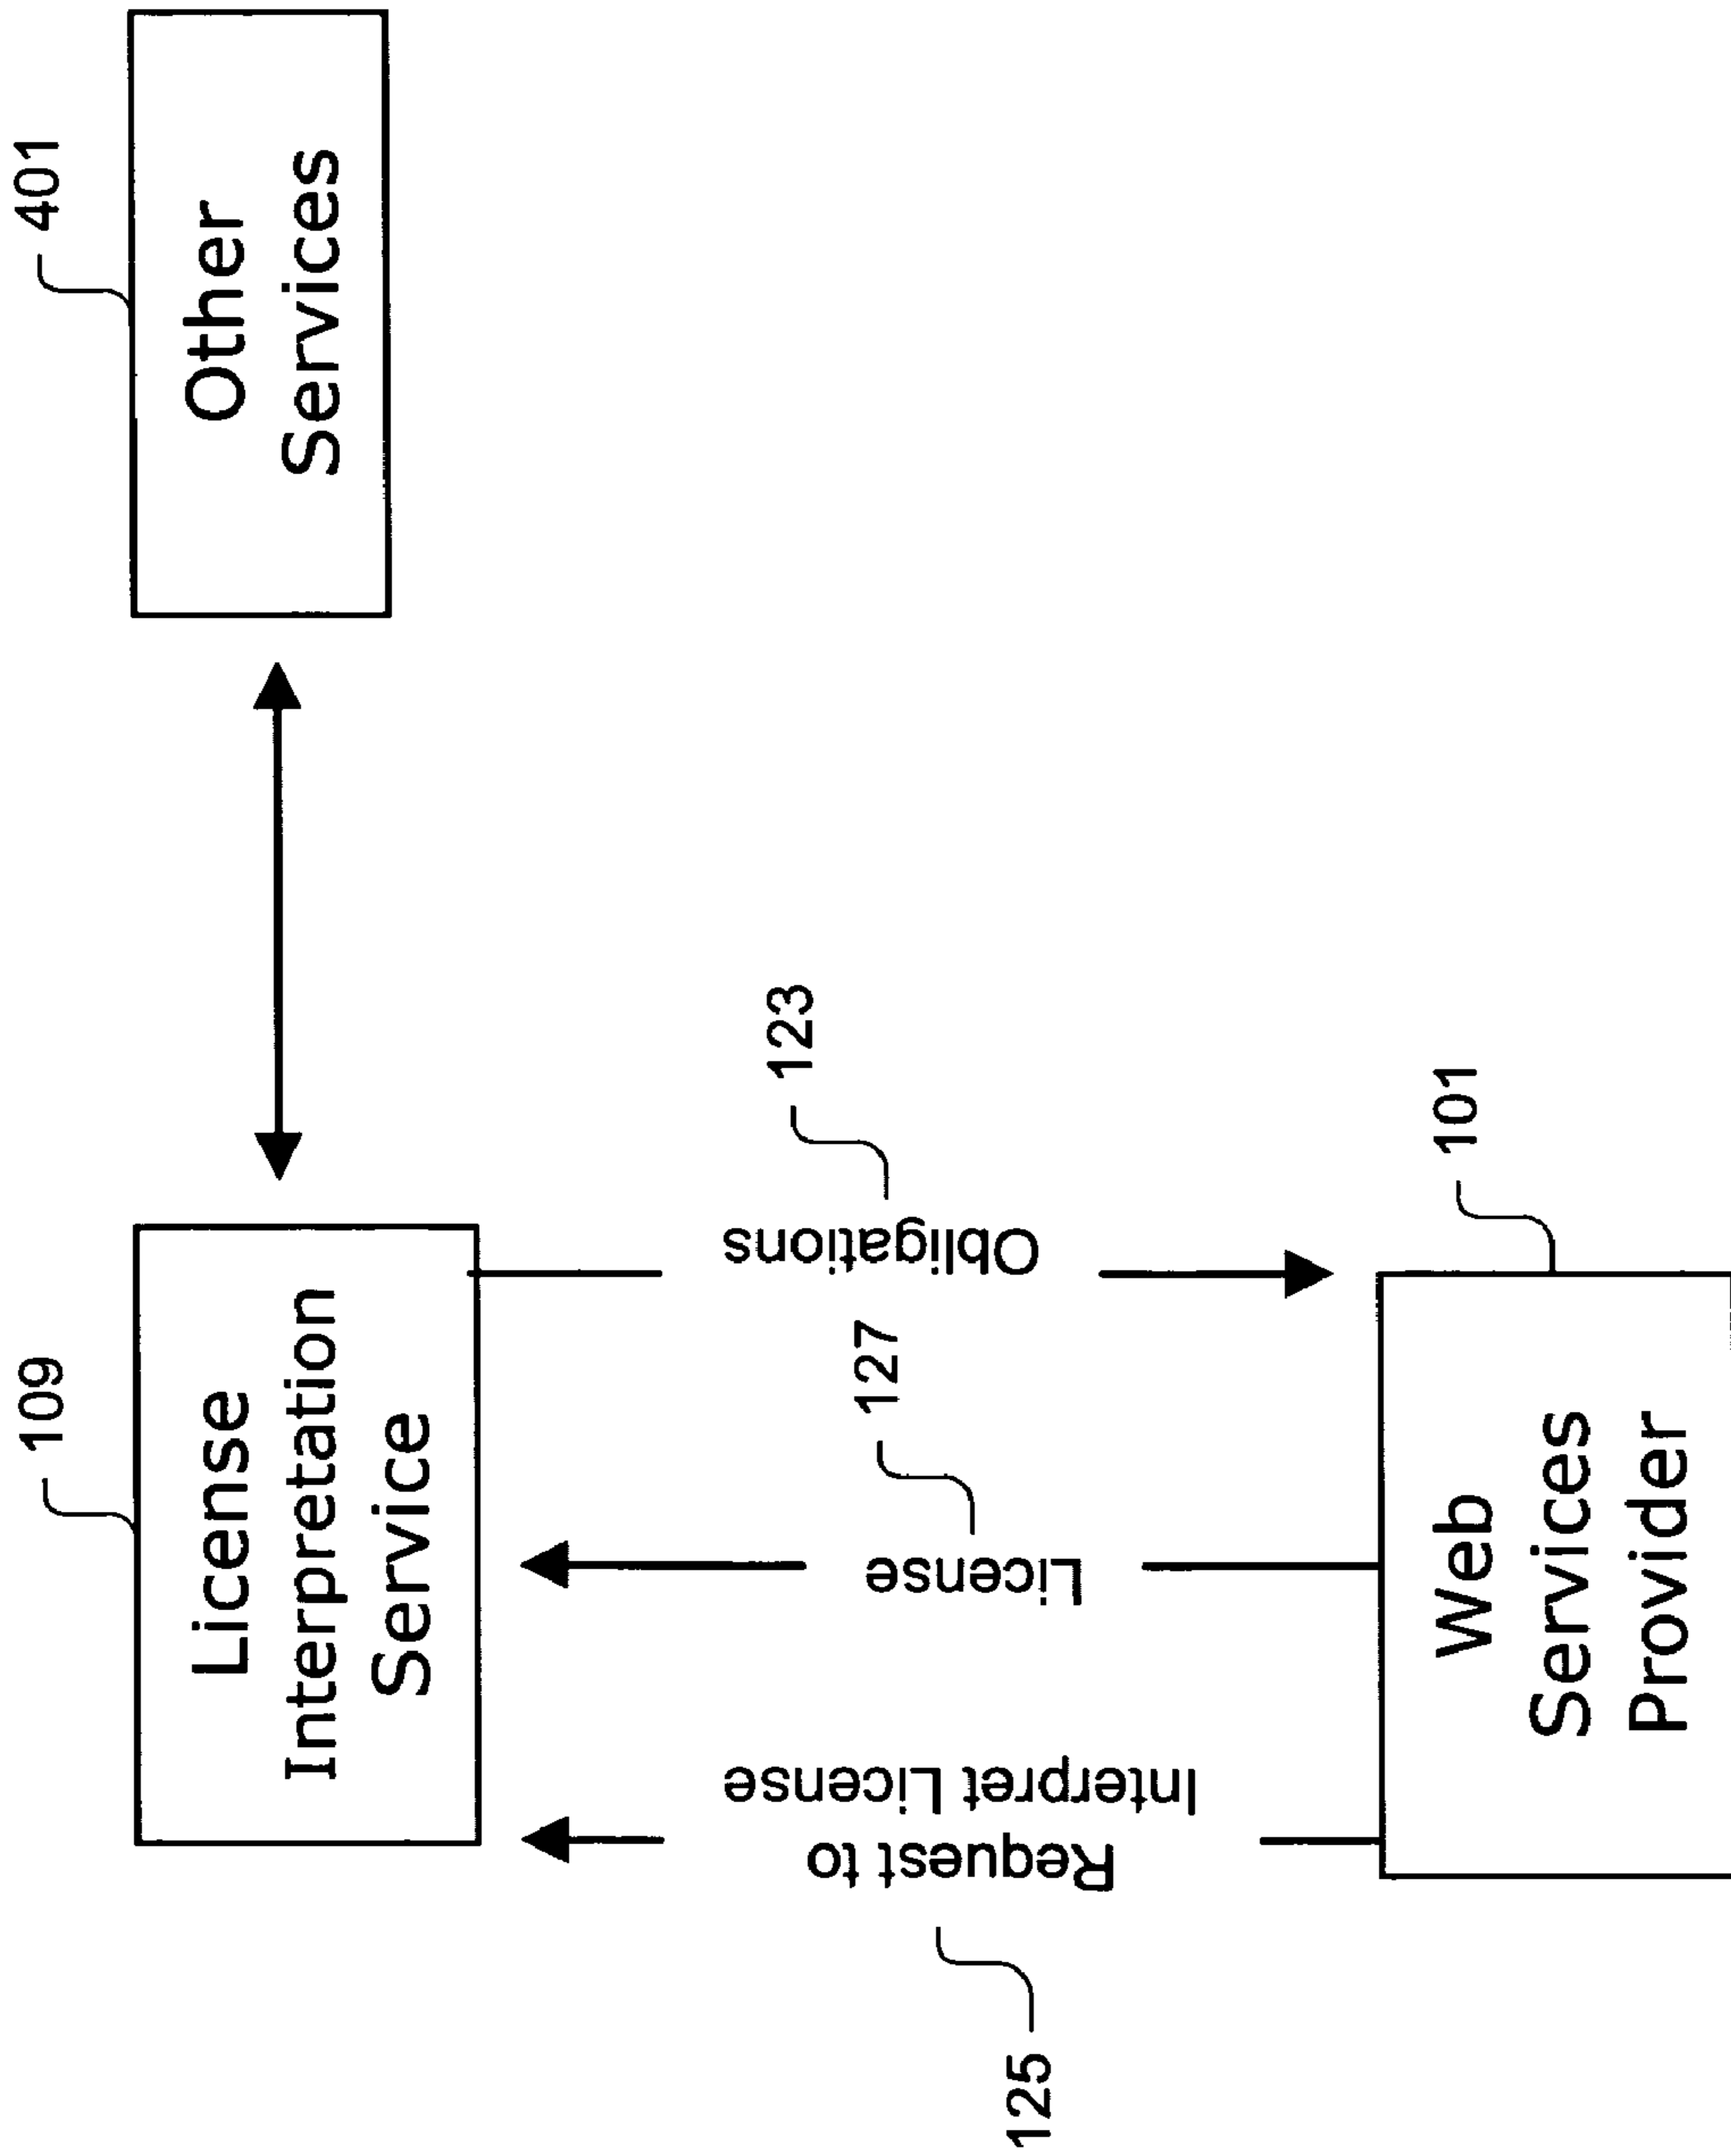 109
License
Interpretation
Service
401
Other
Services
125
Request to
Interpret License
127
License
123
Obligations
101
Web
Services
Provider